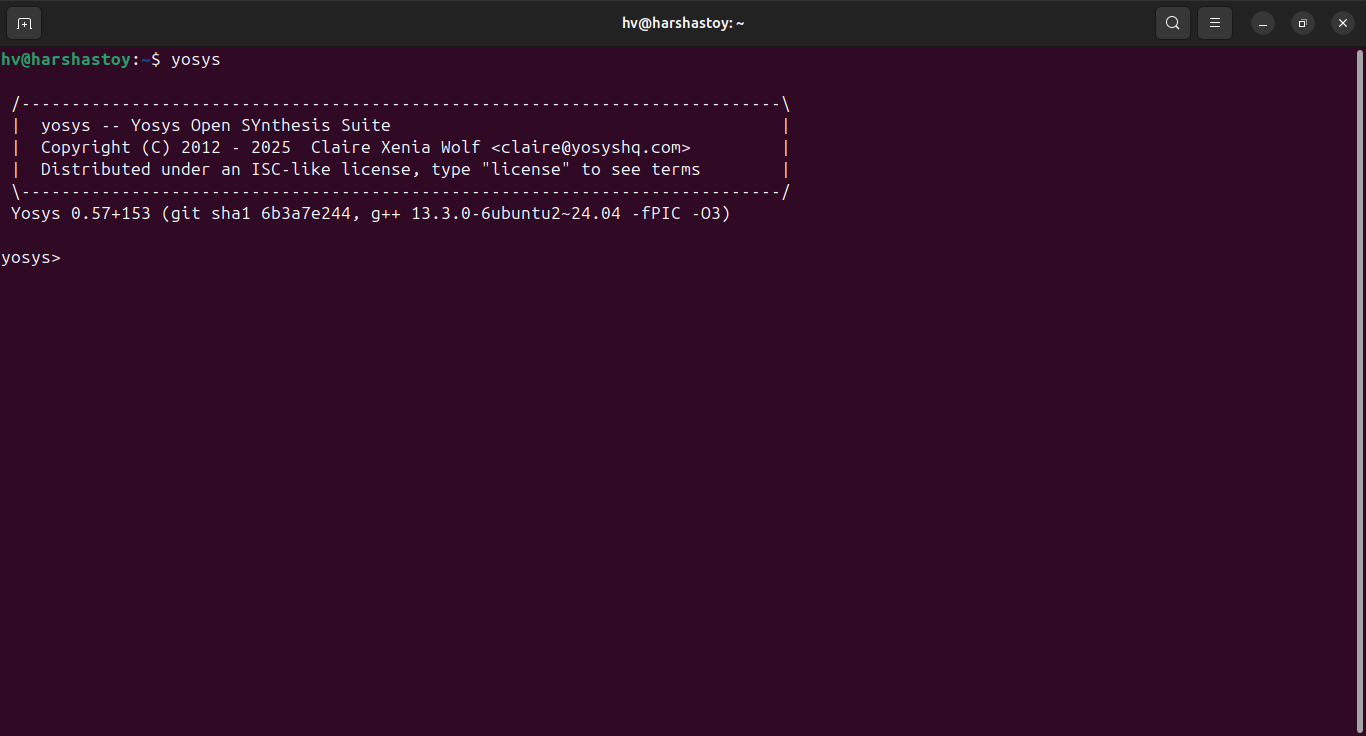 hv@harshastoy: ~
hv@harshastoy:~$ yosys
/----------------------------------------------------------------------------\
|  yosys -- Yosys Open SYnthesis Suite                                       |
|  Copyright (C) 2012 - 2025  Claire Xenia Wolf <claire@yosyshq.com>         |
|  Distributed under an ISC-like license, type "license" to see terms        |
\----------------------------------------------------------------------------/
Yosys 0.57+153 (git sha1 6b3a7e244, g++ 13.3.0-6ubuntu2~24.04 -fPIC -O3)
yosys>